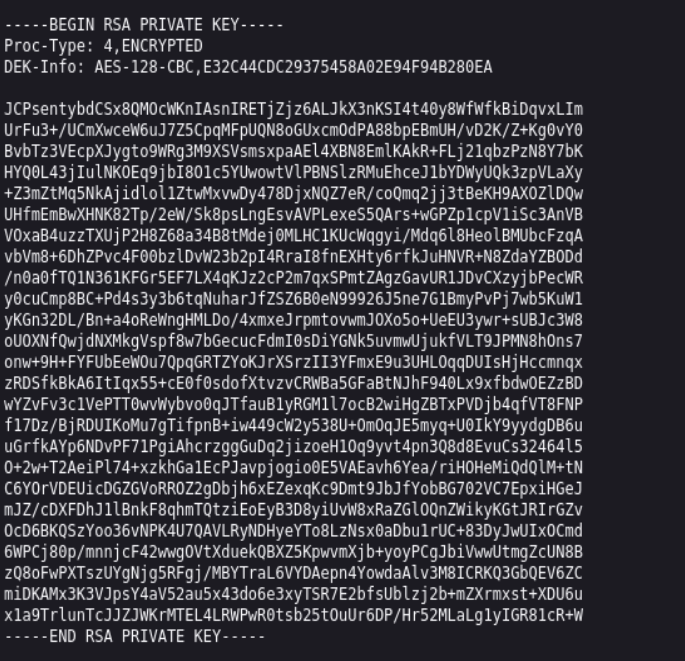 -----BEGIN RSA PRIVATE KEY-----
Proc-Type: 4,ENCRYPTED
DEK-Info: AES-128-CBC,E32C44CDC29375458A02E94F94B280EA

JCPsentybdCSx8QMOcWKnIAsnIRETjZjz6ALJkX3nKSI4t40y8WfWfkBiDqvxLIm
UrFu3+/UCmXwceW6uJ7Z5CpqMFpUQN8oGUxcmOdPA88bpEBmUH/vD2K/Z+Kg0vY0
BvbTz3VEcpXJygto9WRg3M9XSVsmsxpaAEl4XBN8EmlKAkR+FLj21qbzPzN8Y7bK
HYQ0L43jIulNKOEq9jbI8O1c5YUwowtVlPBNSlzRMuEhceJ1bYDWyUQk3zpVLaXy
+Z3mZtMq5NkAjidlol1ZtwMxvwDy478DjxNQZ7eR/coQmq2jj3tBeKH9AXOZlDQw
UHfmEmBwXHNK82Tp/2eW/Sk8psLngEsvAVPLexeS5QArs+wGPZp1cpV1iSc3AnVB
VOxaB4uzzTXUjP2H8Z68a34B8tMdej0MLHC1KUcWqgyi/Mdq6l8HeolBMUbcFzqA
vbVm8+6DhZPvc4F00bzlDvW23b2pI4RraI8fnEXHty6rfkJuHNVR+N8ZdaYZBODd
/n0a0fTQ1N361KFGr5EF7LX4qKJz2cP2m7qxSPmtZAgzGavUR1JDvCXzyjbPecWR
y0cuCmp8BC+Pd4s3y3b6tqNuharJfZSZ6B0eN99926J5ne7G1BmyPvPj7wb5KuW1
yKGn32DL/Bn+a4oReWngHMLDo/4xmxeJrpmtovwmJOXo5o+UeEU3ywr+sUBJc3W8
oUOXNfQwjdNXMkgVspf8w7bGecucFdmI0sDiYGNk5uvmwUjukfVLT9JPMN8hOns7
onw+9H+FYFUbEeWOu7QpqGRTZYoKJrXSrzII3YFmxE9u3UHLOqqDUIsHjHccmnqx
zRDSfkBkA6ItIqx55+cE0f0sdofXtvzvCRWBa5GFaBtNJhF940Lx9xfbdwOEZzBD
wYZvFv3c1VePTT0wvWybvo0qJTfauB1yRGM1l7ocB2wiHgZBTxPVDjb4qfVT8FNP
f17Dz/BjRDUIKoMu7gTifpnB+iw449cW2y538U+OmOqJE5myq+U0IkY9yydgDB6u
uGrfkAYp6NDvPF71PgiAhcrzggGuDq2jizoeH1Oq9yvt4pn3Q8d8EvuCs32464l5
O+2w+T2AeiPl74+xzkhGa1EcPJavpjogio0E5VAEavh6Yea/riHOHeMiQdQlM+tN
C6YOrVDEUicDGZGVoRROZ2gDbjh6xEZexqKc9Dmt9JbJfYobBG702VC7EpxiHGeJ
mJZ/cDXFDhJ1lBnkF8qhmTQtziEoEyB3D8yiUvW8xRaZGlOQnZWikyKGtJRIrGZv
OcD6BKQSzYoo36vNPK4U7QAVLRyNDHyeYTo8LzNsx0aDbu1rUC+83DyJwUIxOCmd
6WPCj80p/mnnjcF42wwgOVtXduekQBXZ5KpwvmXjb+yoyPCgJbiVwwUtmgZcUN8B
zQ8oFwPXTszUYgNjg5RFgj/MBYTraL6VYDAepn4YowdaAlv3M8ICRKQ3GbQEV6ZC
miDKAMx3K3VJpsY4aV52au5x43do6e3xyTSR7E2bfsUblzj2b+mZXrmxst+XDU6u
x1a9TrlunTcJJZJWKrMTEL4LRWPwR0tsb25tOuUr6DP/Hr52MLaLg1yIGR81cR+W
-----END RSA PRIVATE KEY-----